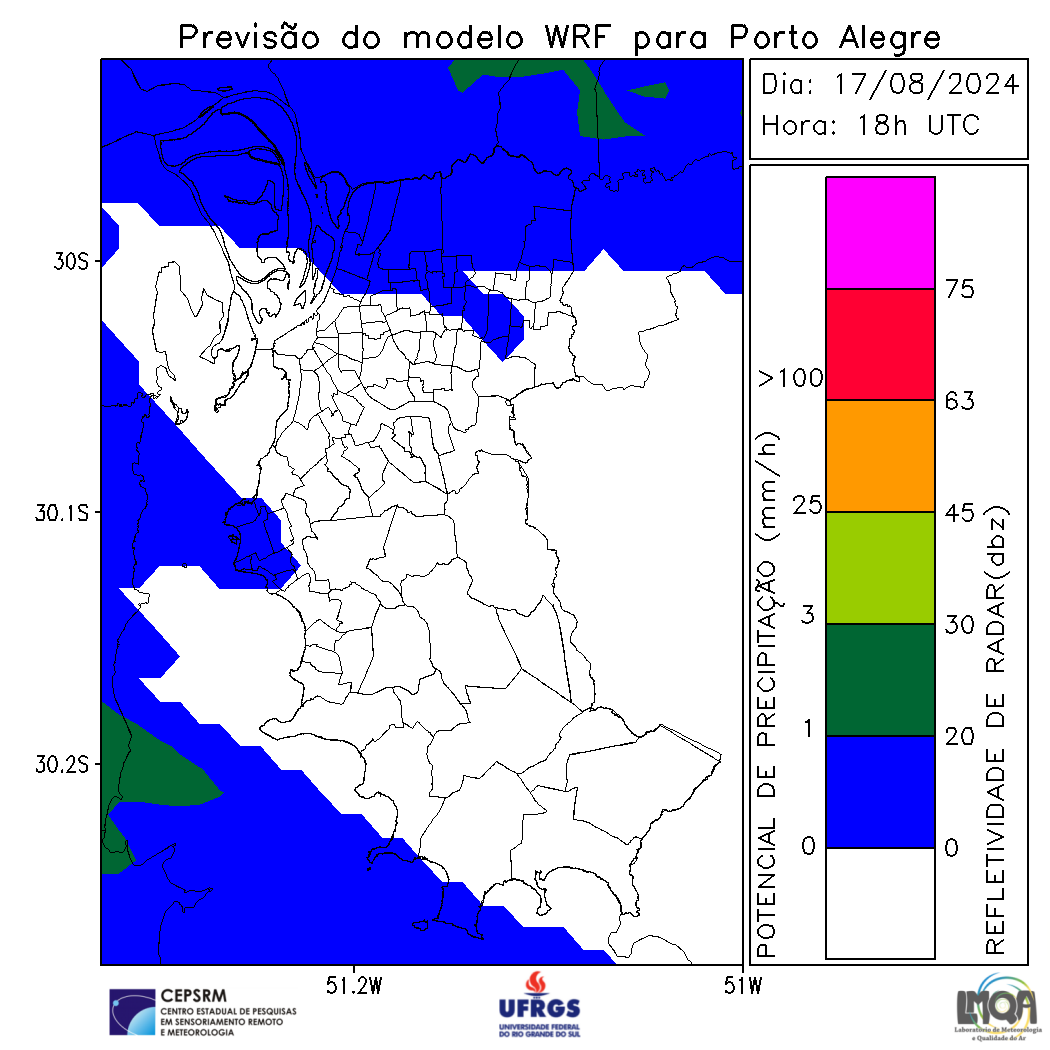 Previsão do modelo WRF para Porto Alegre
Dia: 17/08/2024
Hora: 18h UTC
30S
30.1S
30.2S
51.2W
51W
POTENCIAL DE PRECIPITAÇÃO (mm/h)
>100
25
3
1
0
75
63
45
30
20
0
REFLETIVIDADE DE RADAR(dbz)
CEPSRM
CENTRO ESTADUAL DE PESQUISAS
EM SENSORIAMENTO REMOTO
E METEOROLOGIA
UFRGS
UNIVERSIDADE FEDERAL
DO RIO GRANDE DO SUL
LMQA
Laboratório de Meteorologia
e Qualidade do Ar